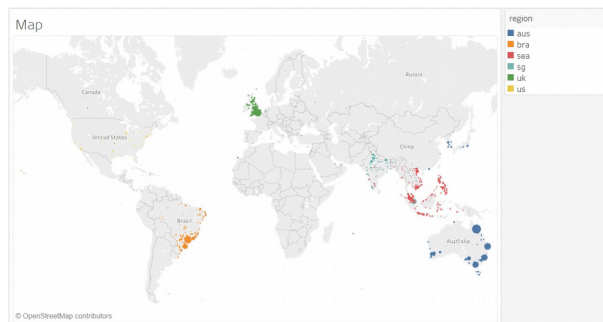 Map
region
aus
bra
sea
sg
uk
us
Russia
Canada
United States
China
Brazil
Australia
© OpenStreetMap contributors